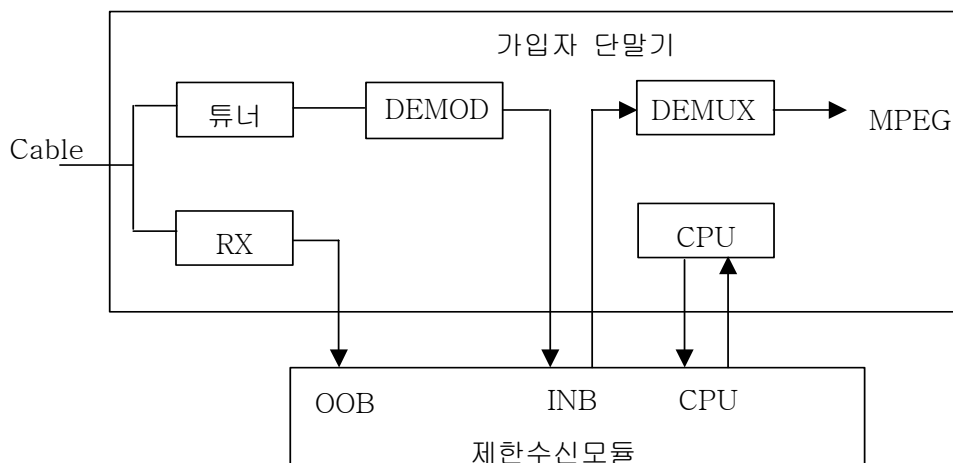 가입자 단말기
튜너
DEMOD
DEMUX
MPEG
Cable
RX
CPU
OOB
INB
CPU
제한수신모듈